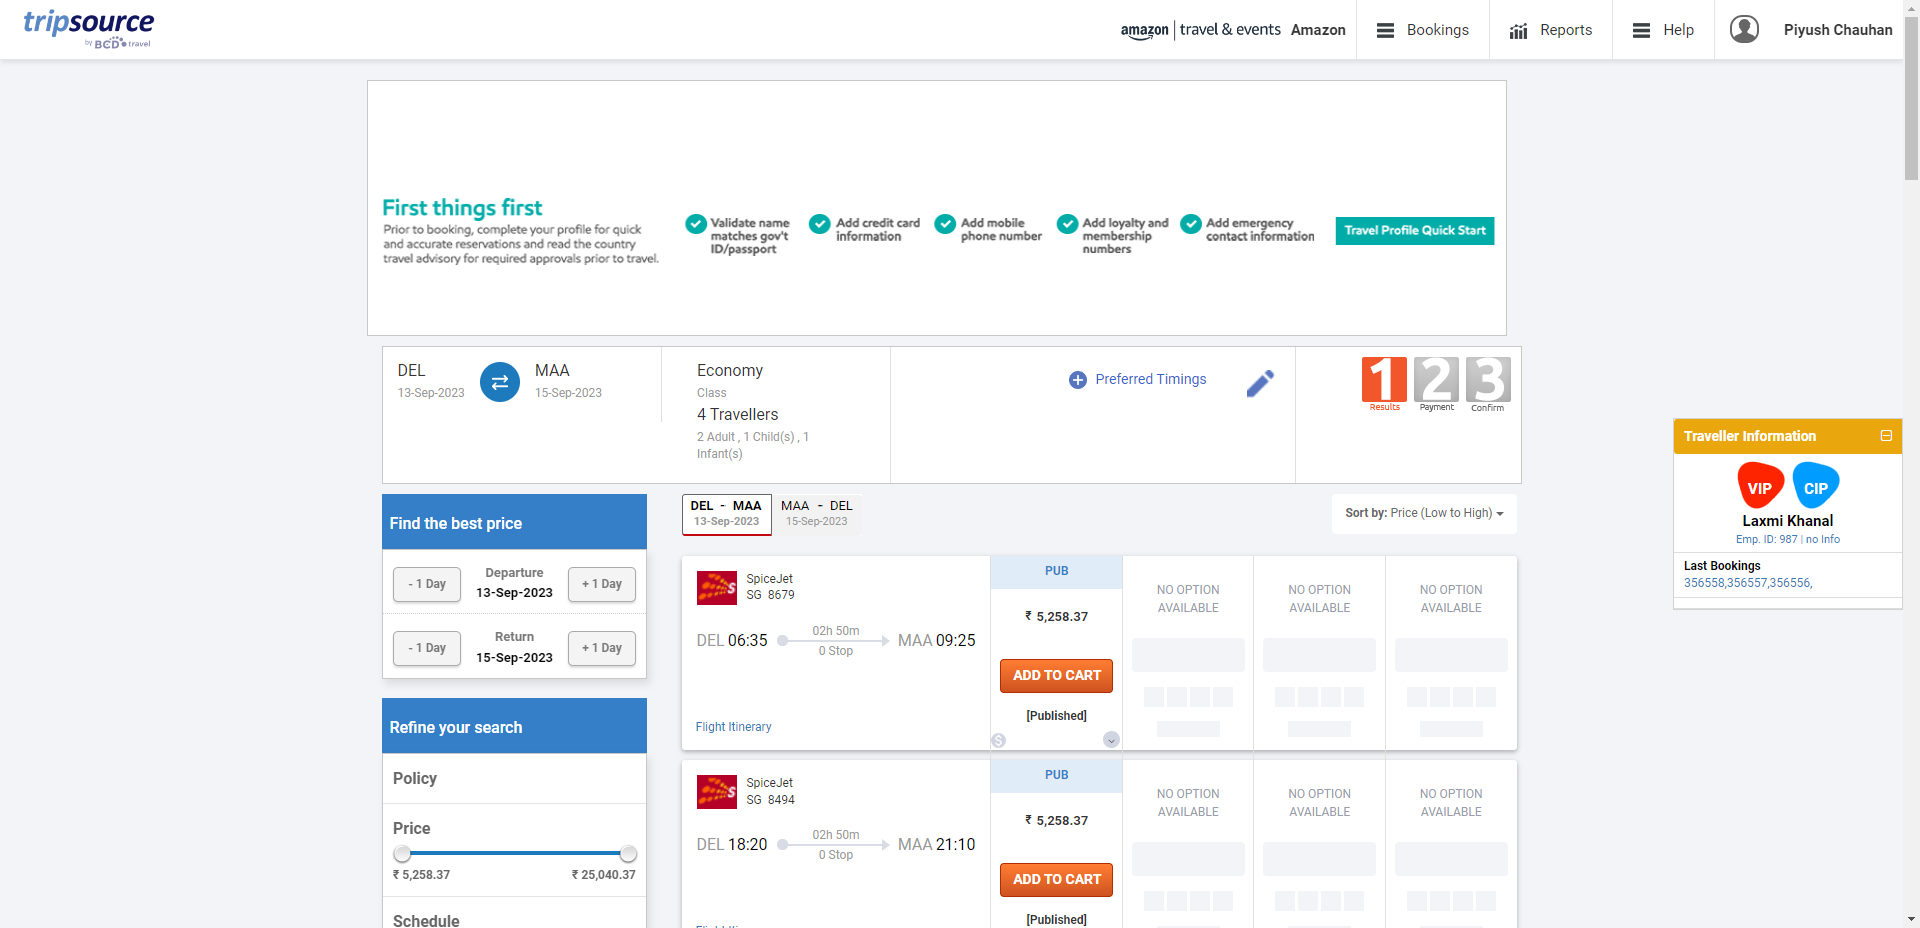 tripsource
by BCD travel
amazon | travel & events Amazon
Bookings
Reports
Help
Piyush Chauhan
First things first
Prior to booking, complete your profile for quick
and accurate reservations and read the country
travel advisory for required approvals prior to travel.
Validate name
matches gov't
ID/passport
Add credit card
information
Add mobile
phone number
Add loyalty and
membership
numbers
Add emergency
contact information
Travel Profile Quick Start
DEL
13-Sep-2023
MAA
15-Sep-2023
Economy
Class
4 Travellers
2 Adult , 1 Child(s) , 1
Infant(s)
Preferred Timings
1
Results
2
Payment
3
Confirm
Traveller Information
VIP
CIP
Laxmi Khanal
Emp. ID: 987 | no Info
Last Bookings
356558,356557,356556,
Find the best price
- 1 Day
Departure
13-Sep-2023
+ 1 Day
- 1 Day
Return
15-Sep-2023
+ 1 Day
Refine your search
Policy
Price
₹ 5,258.37
₹ 25,040.37
Schedule
DEL - MAA
13-Sep-2023
MAA - DEL
15-Sep-2023
Sort by: Price (Low to High)
SpiceJet
SG 8679
DEL 06:35
02h 50m
0 Stop
MAA 09:25
Flight Itinerary
PUB
₹ 5,258.37
ADD TO CART
[Published]
NO OPTION
AVAILABLE
NO OPTION
AVAILABLE
NO OPTION
AVAILABLE
SpiceJet
SG 8494
DEL 18:20
02h 50m
0 Stop
MAA 21:10
PUB
₹ 5,258.37
ADD TO CART
[Published]
NO OPTION
AVAILABLE
NO OPTION
AVAILABLE
NO OPTION
AVAILABLE